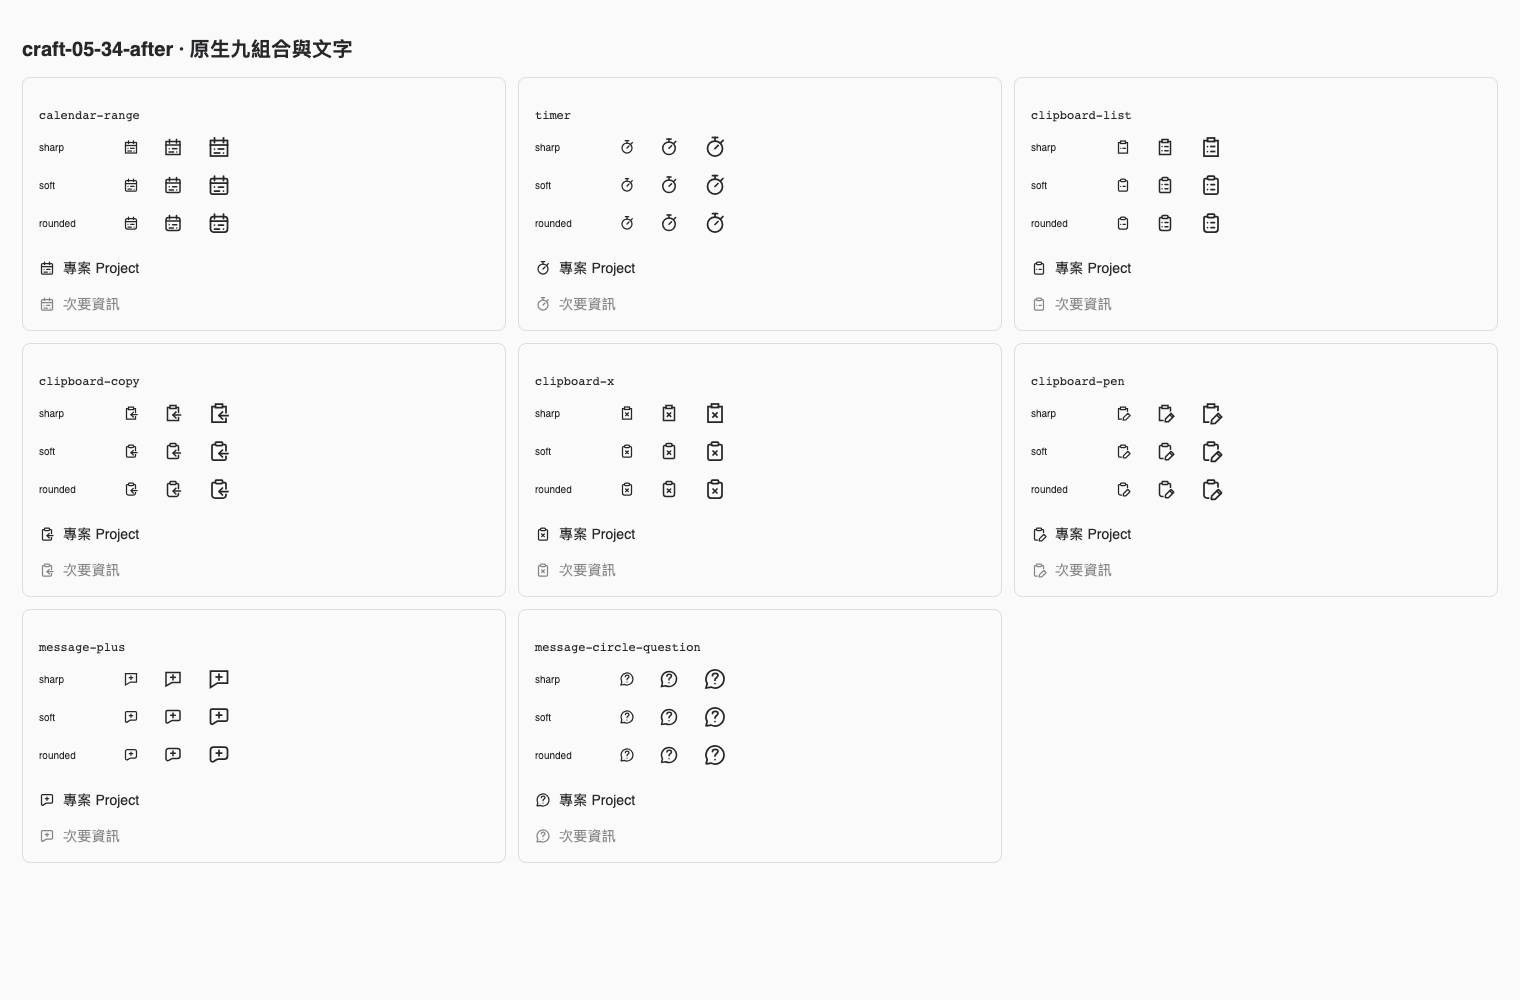 craft-05-34-after · 原生九組合與文字
calendar-range
sharp
soft
rounded
專案 Project
次要資訊
timer
sharp
soft
rounded
專案 Project
次要資訊
clipboard-list
sharp
soft
rounded
專案 Project
次要資訊
clipboard-copy
sharp
soft
rounded
專案 Project
次要資訊
clipboard-x
sharp
soft
rounded
專案 Project
次要資訊
clipboard-pen
sharp
soft
rounded
專案 Project
次要資訊
message-plus
sharp
soft
rounded
專案 Project
次要資訊
message-circle-question
sharp
soft
rounded
專案 Project
次要資訊